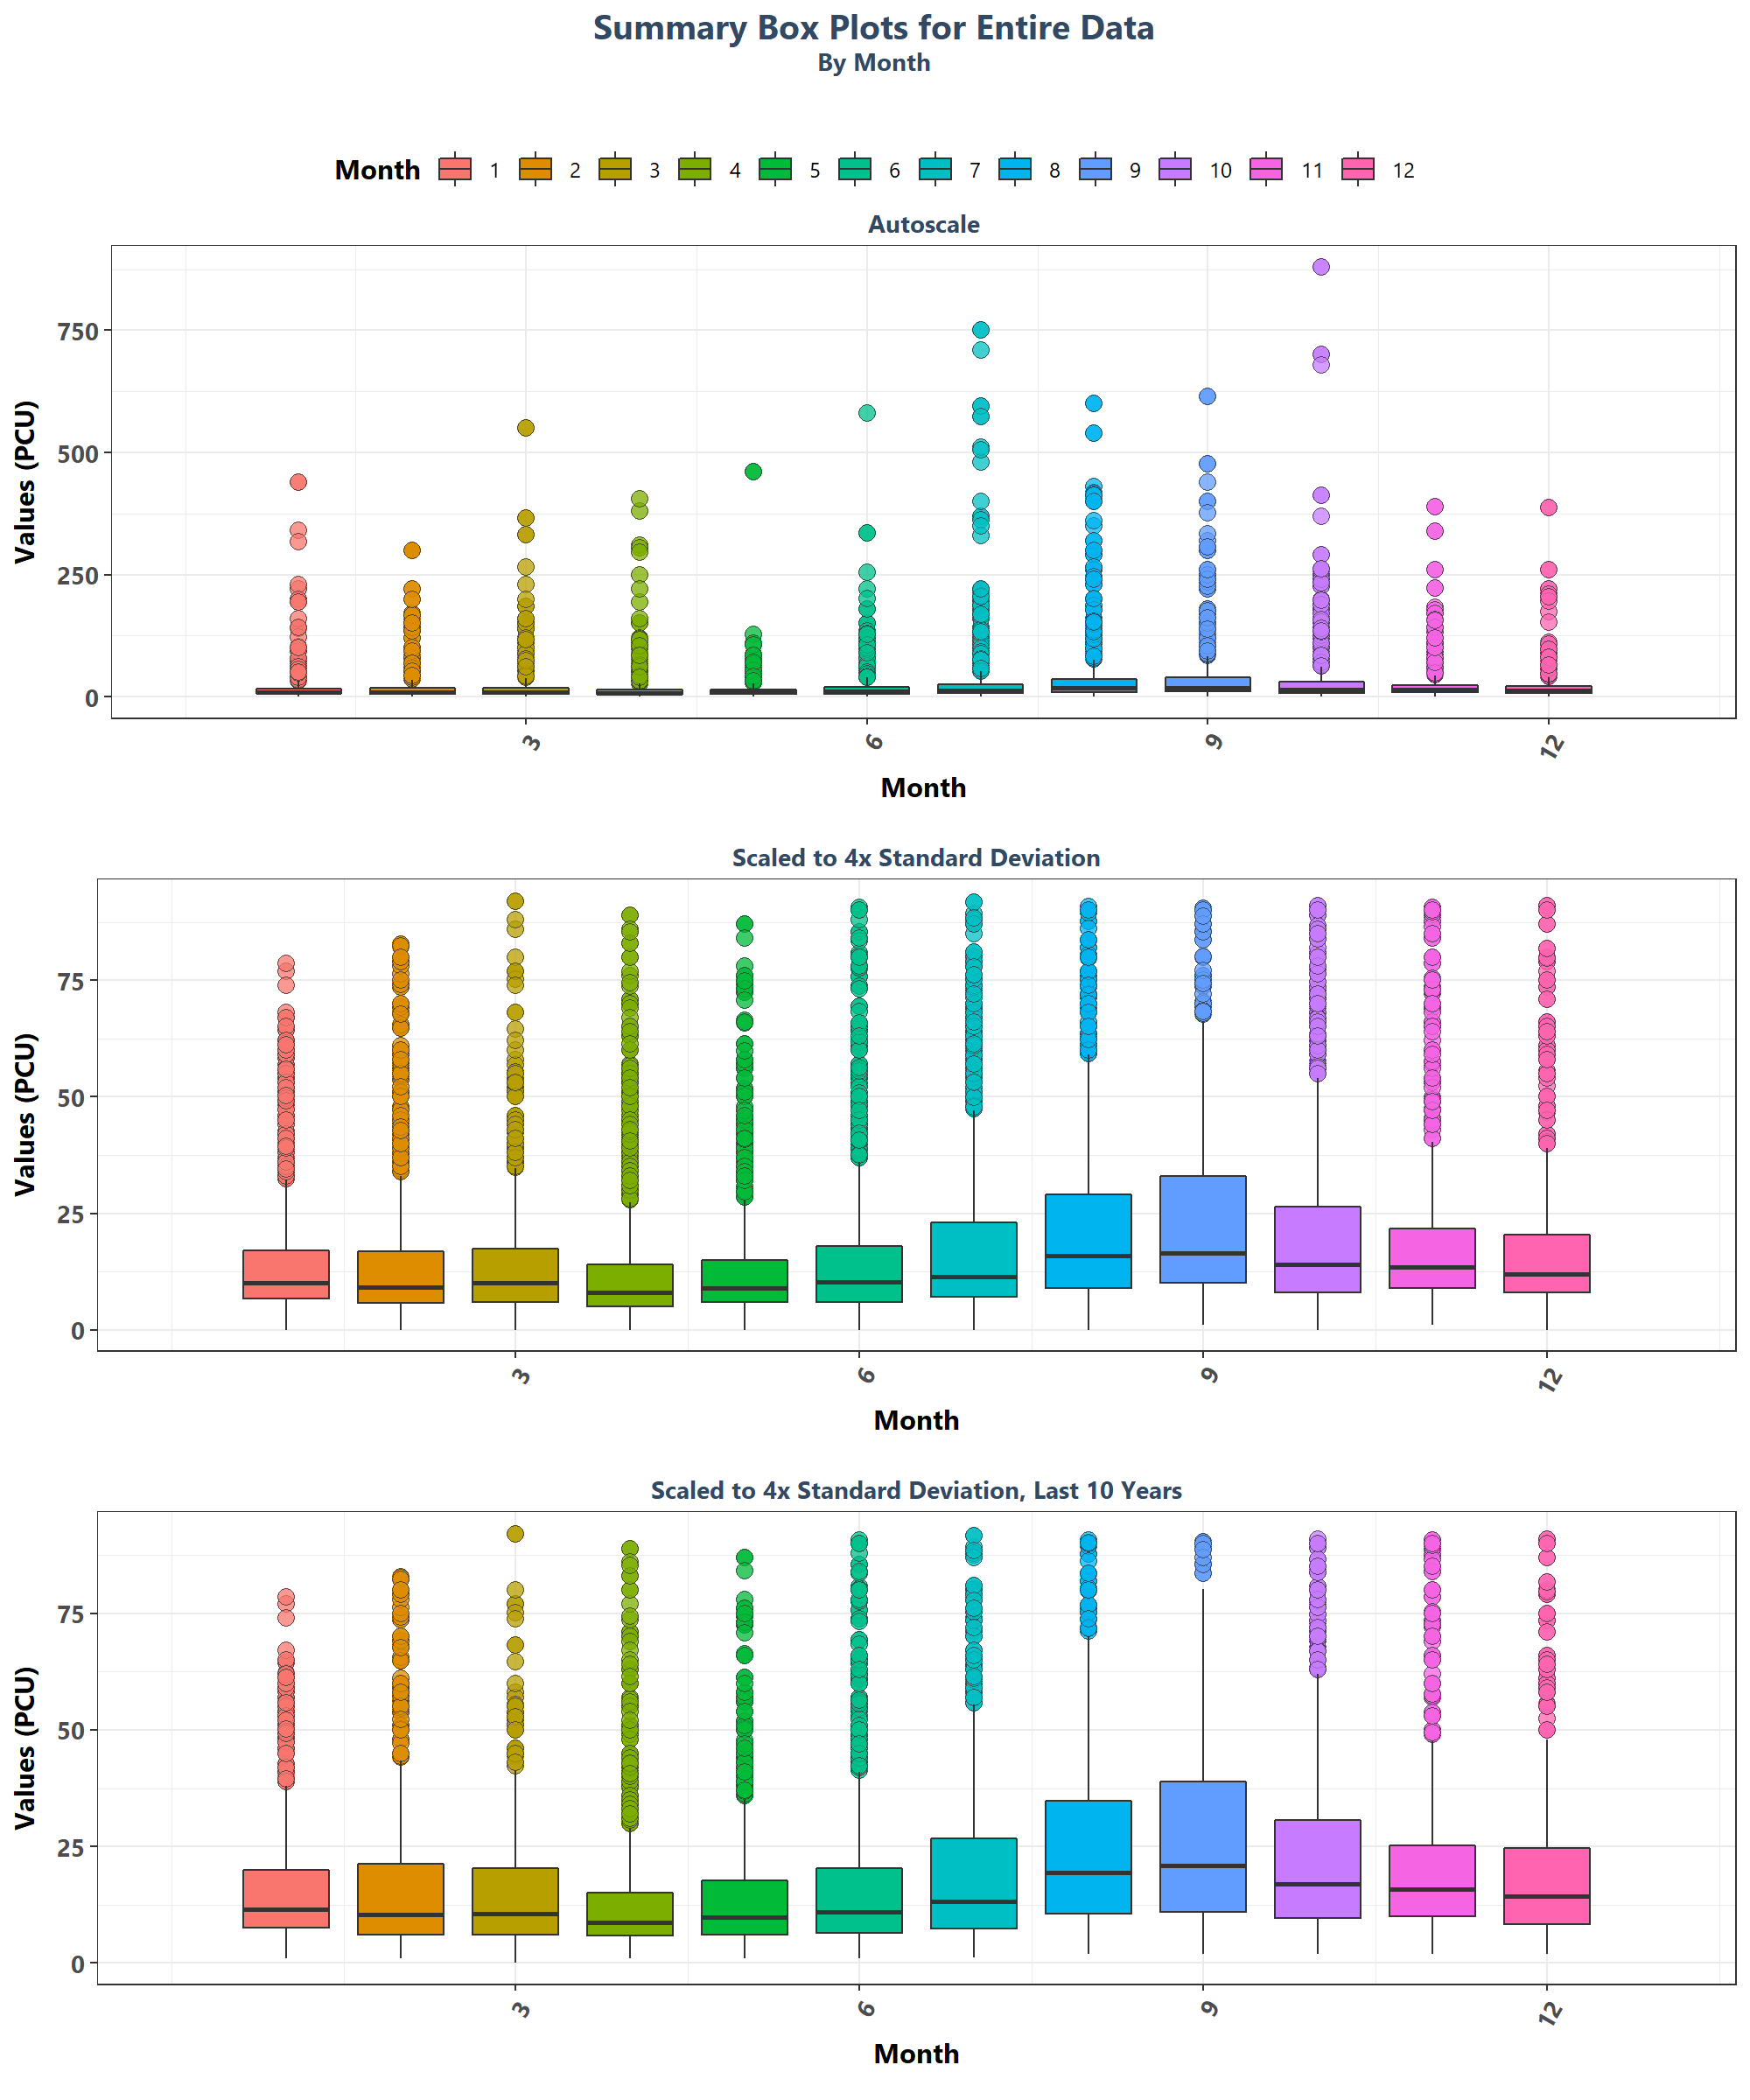 Summary Box Plots for Entire Data
By Month
Month 1 2 3 4 5 6 7 8 9 10 11 12
Autoscale
Values (PCU)
750
500
250
0
3 6 9 12
Month
Scaled to 4x Standard Deviation
Values (PCU)
75
50
25
0
3 6 9 12
Month
Scaled to 4x Standard Deviation, Last 10 Years
Values (PCU)
75
50
25
0
3 6 9 12
Month